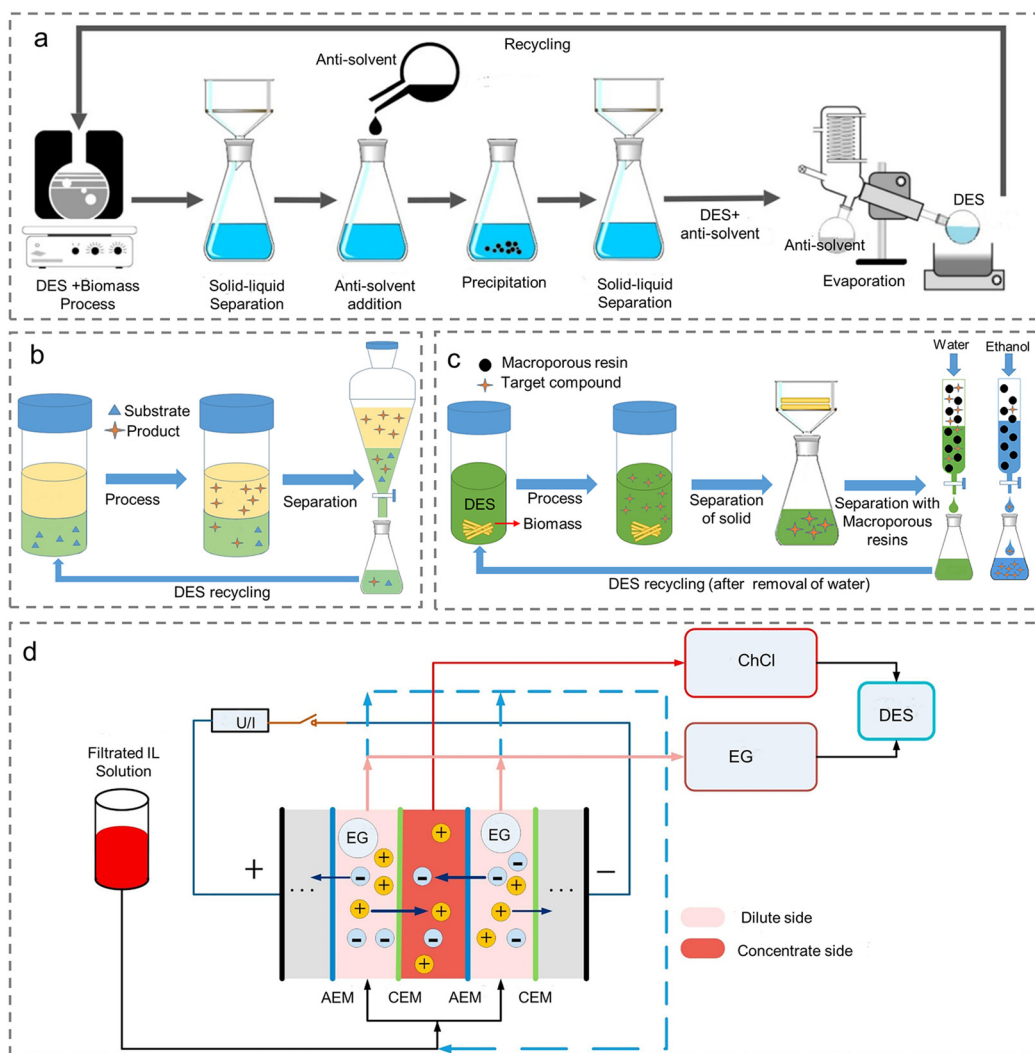 a
Recycling
Anti-solvent
DES+
anti-solvent
DES
Anti-solvent
DES +Biomass
Process
Solid-liquid
Separation
Anti-solvent
addition
Precipitation
Solid-liquid
Separation
Evaporation
b
Substrate
Product
Process
Separation
DES recycling
c
Macroporous resin
Target compound
Water
Ethanol
DES
Process
Biomass
Separation
of solid
Separation with
Macroporous
resins
DES recycling (after removal of water)
d
ChCl
DES
EG
U/I
Filtrated IL
Solution
+
−
EG
EG
...
...
+
+
+
+
+
+
+
+
+
-
-
-
-
-
-
-
-
-
Dilute side
Concentrate side
AEM
CEM
AEM
CEM